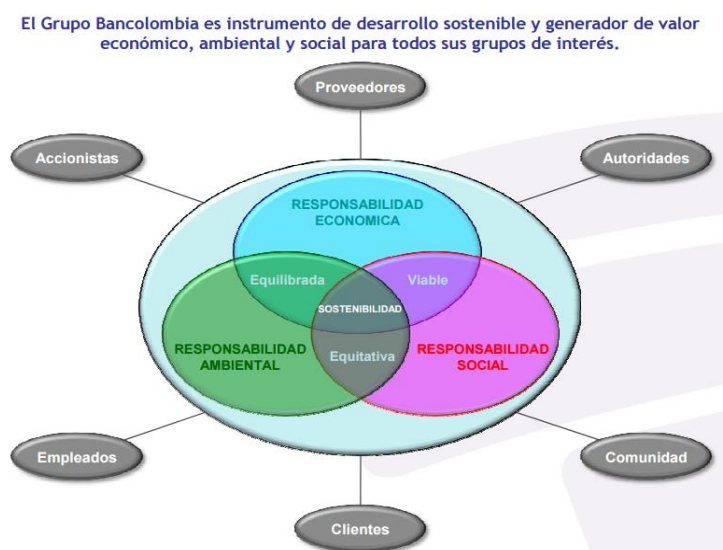 El Grupo Bancolombia es instrumento de desarrollo sostenible y generador de valor
económico, ambiental y social para todos sus grupos de interés.
Proveedores
Accionistas
Autoridades
RESPONSABILIDAD
ECONOMICA
Equilibrada
Viable
SOSTENIBILIDAD
RESPONSABILIDAD
AMBIENTAL
Equitativa
RESPONSABILIDAD
SOCIAL
Empleados
Comunidad
Clientes